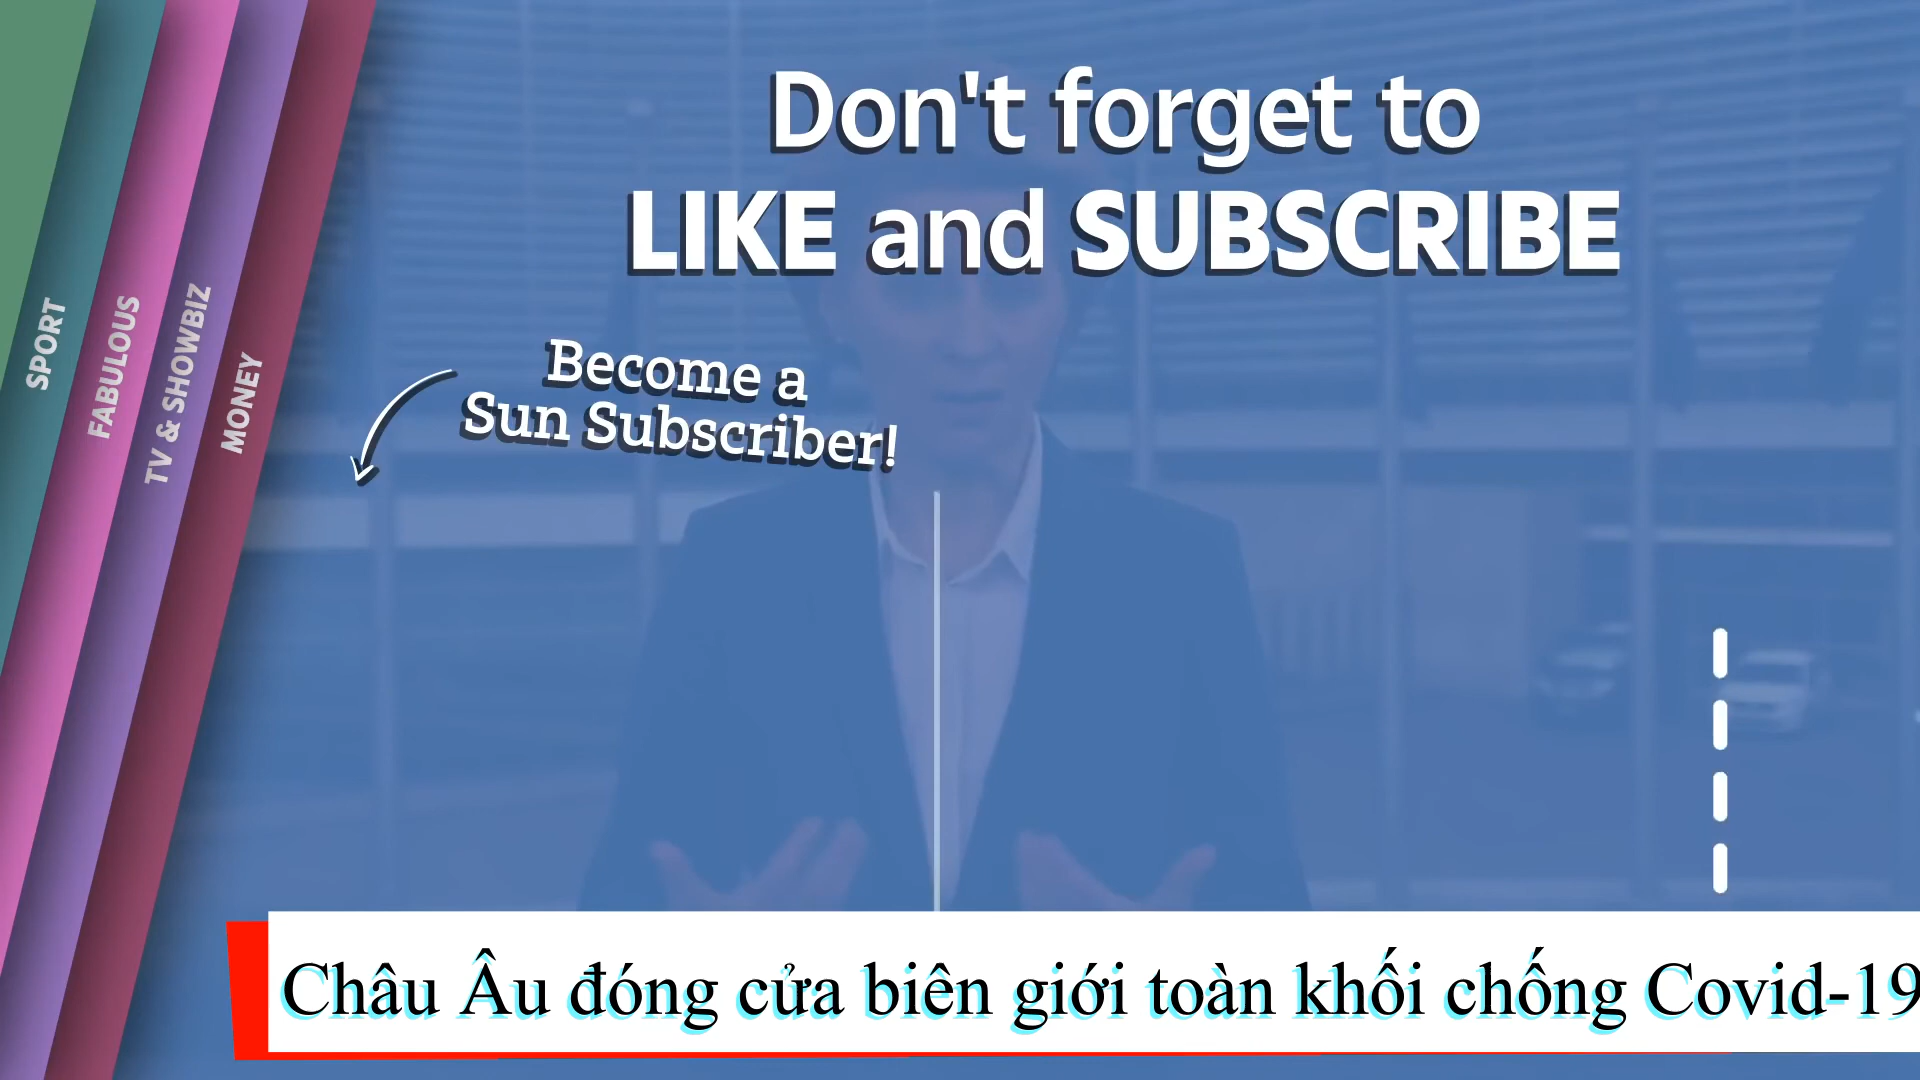 Don't forget to
LIKE and SUBSCRIBE
Become a
Sun Subscriber!
SPORT
FABULOUS
TV & SHOWBIZ
MONEY
Châu Âu đóng cửa biên giới toàn khối chống Covid-19